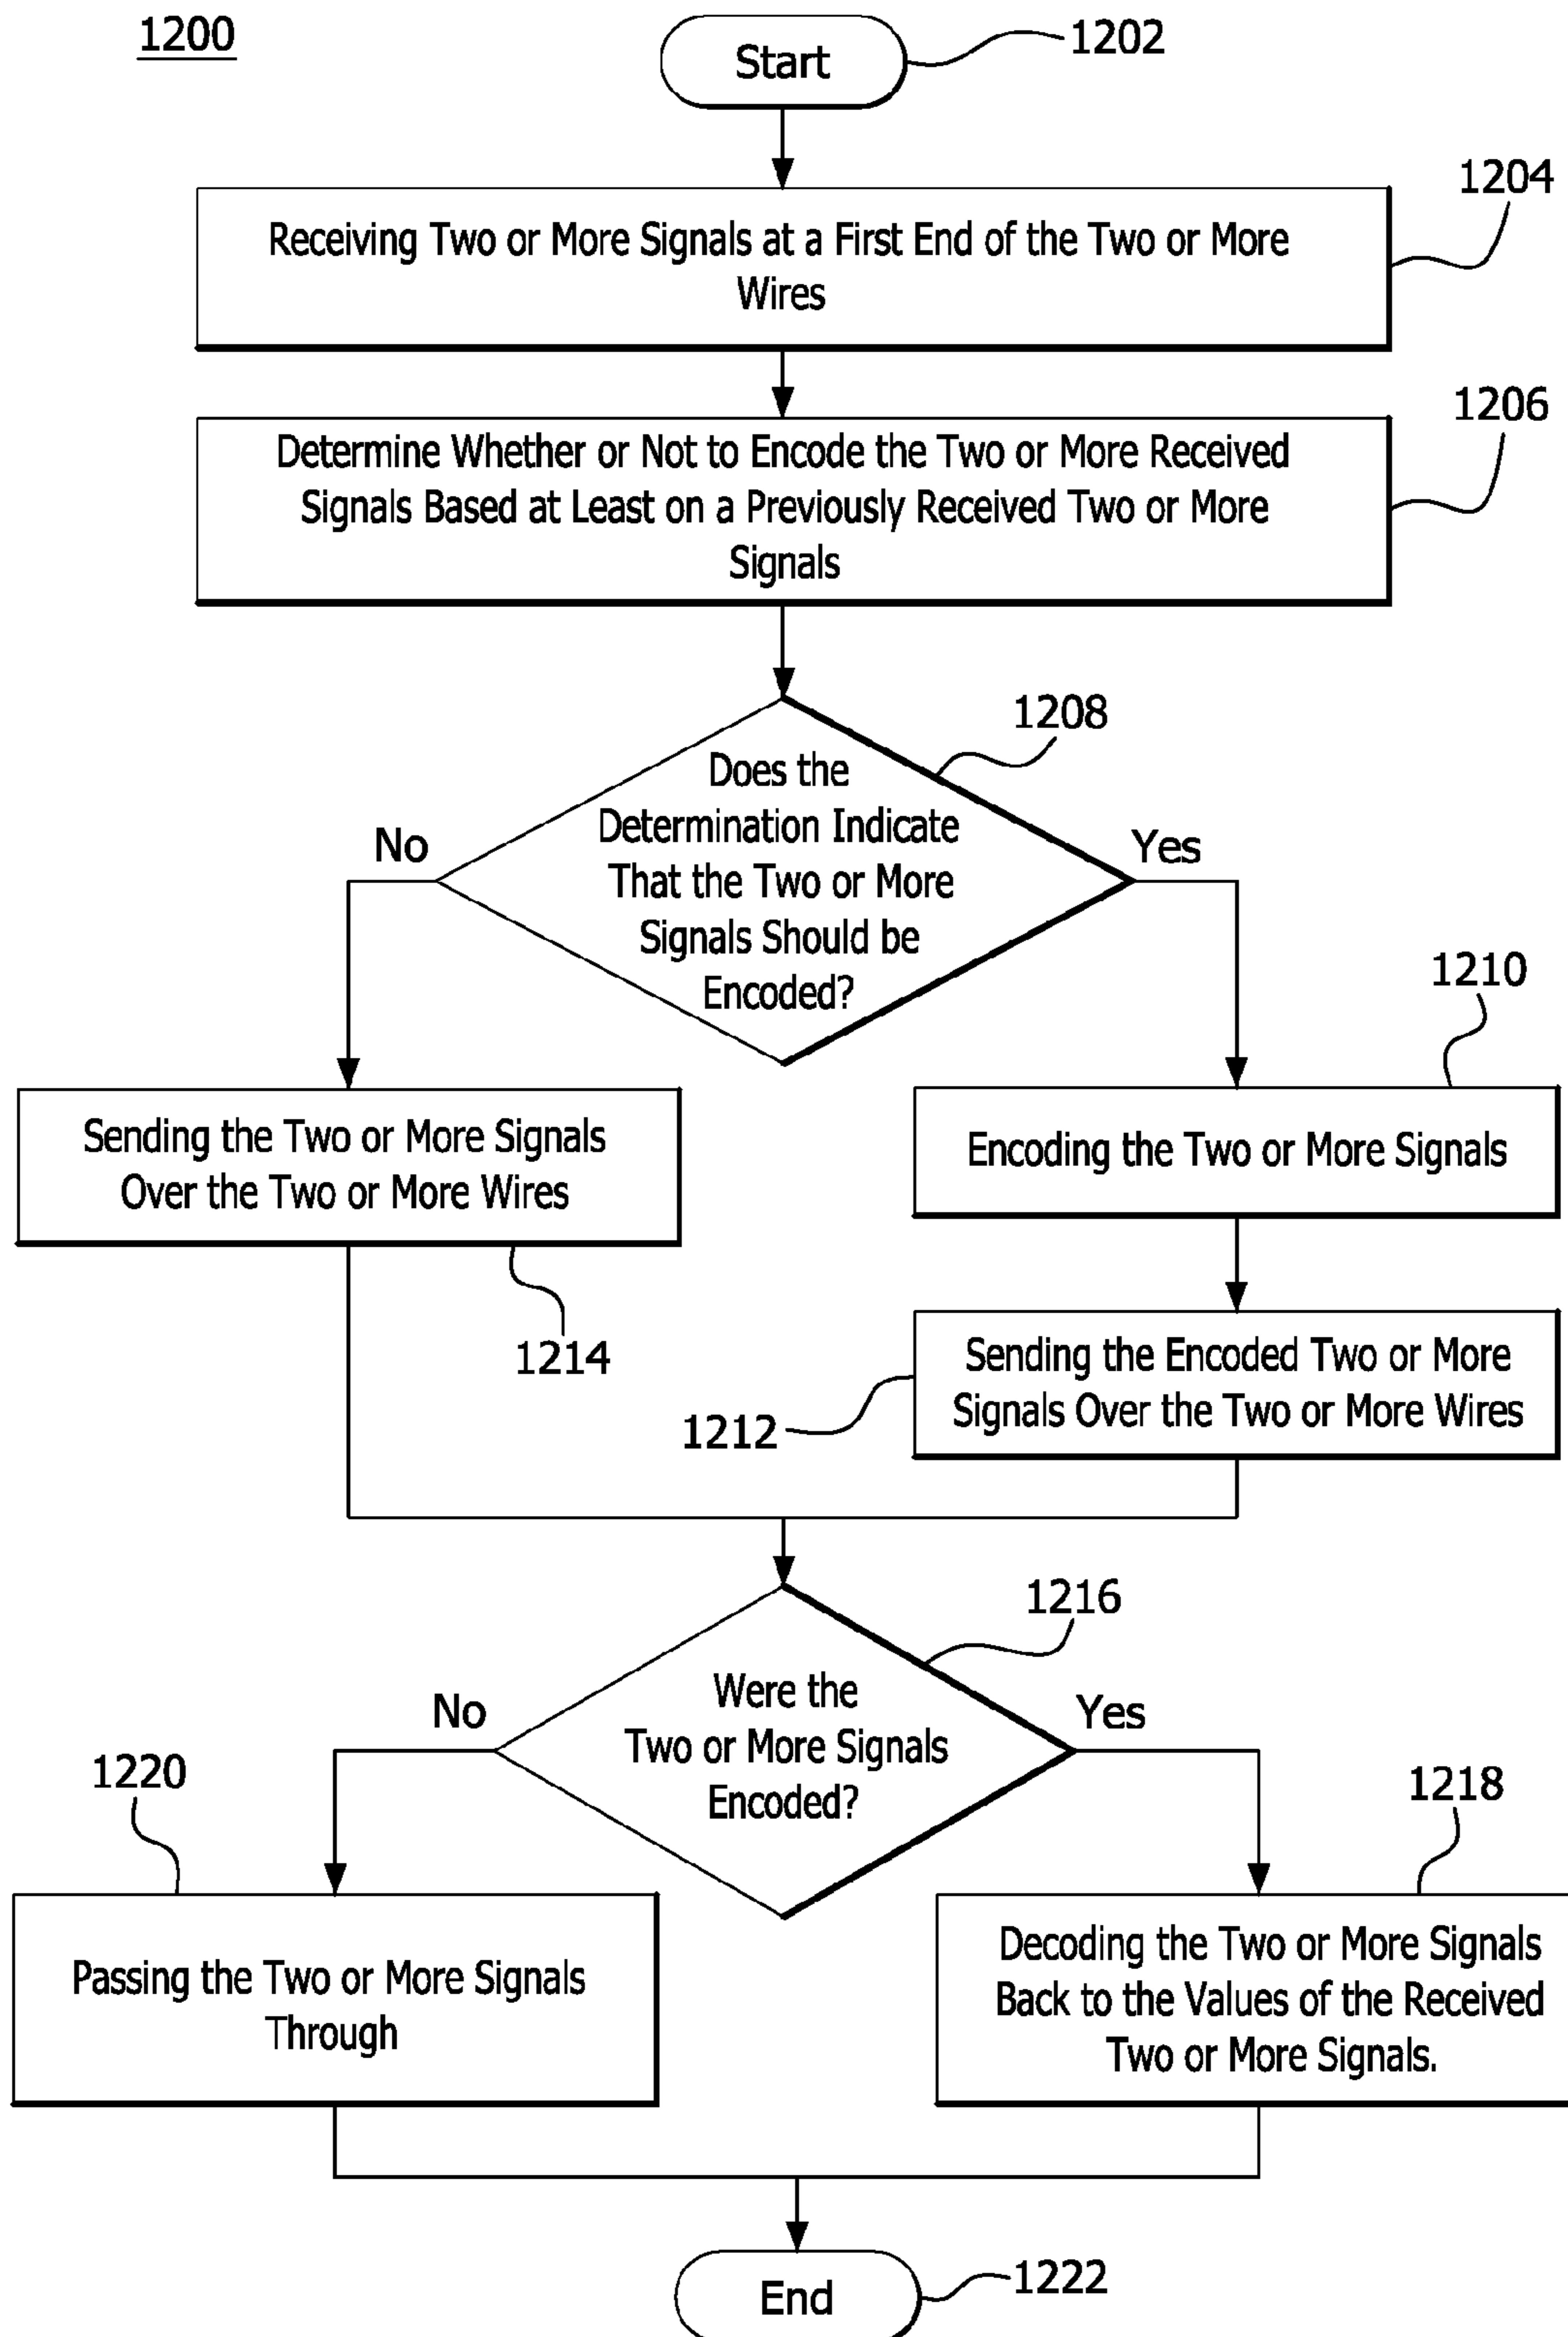 1200
Start
1202
1204
Receiving Two or More Signals at a First End of the Two or More
Wires
1206
Determine Whether or Not to Encode the Two or More Received
Signals Based at Least on a Previously Received Two or More
Signals
1208
Does the
Determination Indicate
That the Two or More
Signals Should be
Encoded?
No
Yes
1210
Sending the Two or More Signals
Over the Two or More Wires
Encoding the Two or More Signals
1214
Sending the Encoded Two or More
Signals Over the Two or More Wires
1212
1216
Were the
Two or More Signals
Encoded?
No
Yes
1220
1218
Passing the Two or More Signals
Through
Decoding the Two or More Signals
Back to the Values of the Received
Two or More Signals.
End
1222